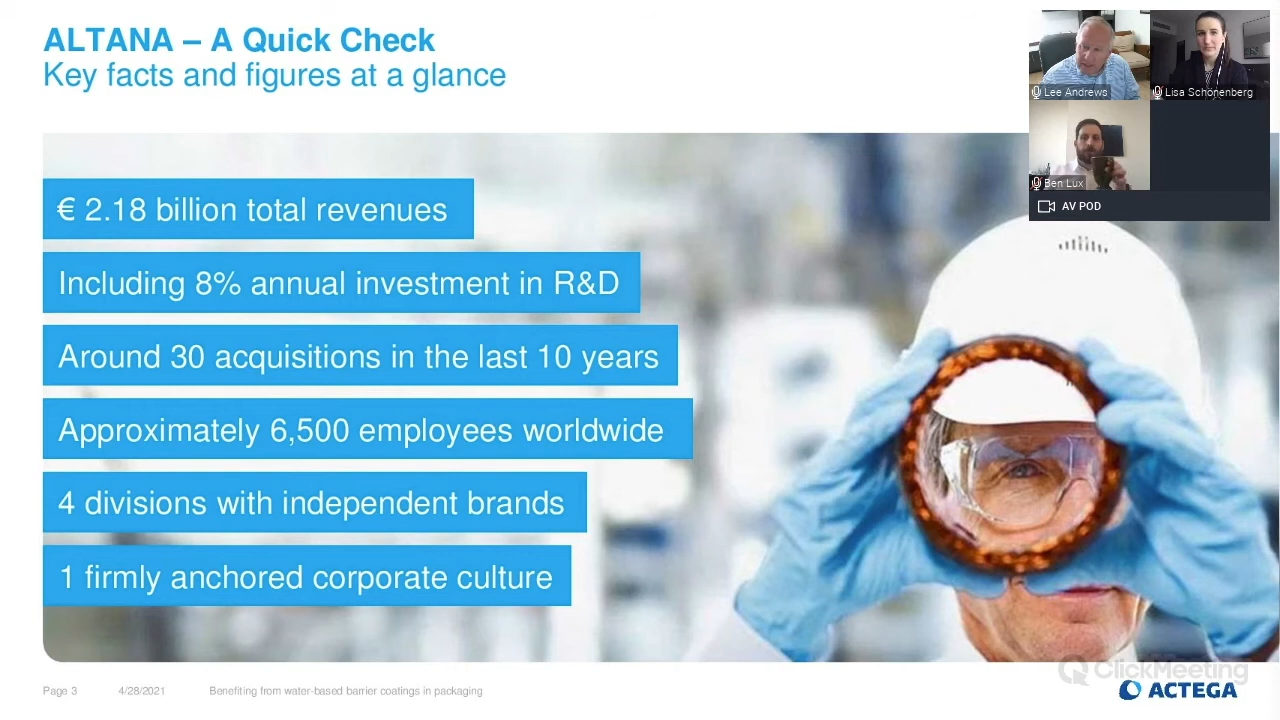 ALTANA – A Quick Check
Key facts and figures at a glance
Lee Andrews
Lisa Schönenberg
Ben Lux
AV POD
€ 2.18 billion total revenues
Including 8% annual investment in R&D
Around 30 acquisitions in the last 10 years
Approximately 6,500 employees worldwide
4 divisions with independent brands
1 firmly anchored corporate culture
ClickMeeting
Page 3 4/28/2021 Benefiting from water-based barrier coatings in packaging
ACTEGA